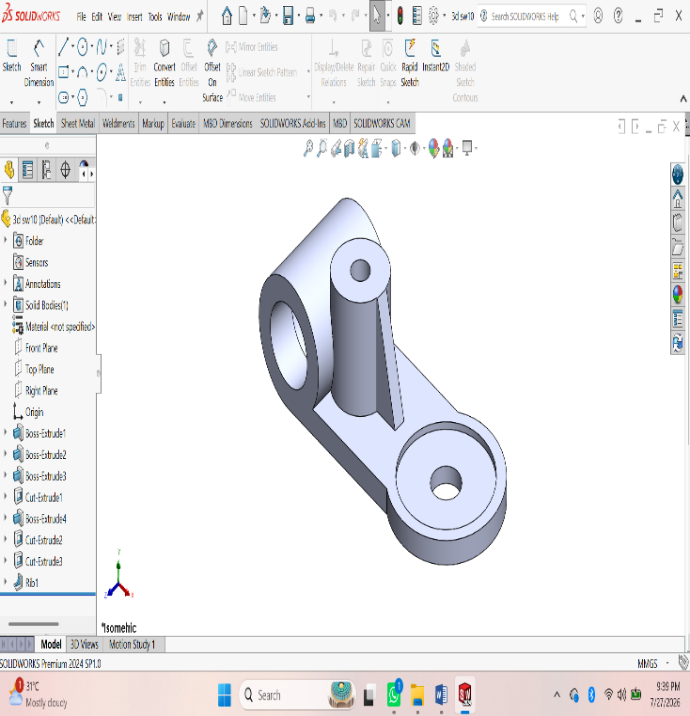 SOLIDWORKS
File Edit View Insert Tools Window
3d sw10
Search SOLIDWORKS Help
Sketch
Smart Dimension
Trim Entities
Convert Entities
Offset Entities
Offset On Surface
Mirror Entities
Linear Sketch Pattern
Move Entities
Display/Delete Relations
Repair Sketch
Quick Snaps
Rapid Sketch
Instant2D
Shaded Sketch Contours
Features Sketch Sheet Metal Weldments Markup Evaluate MBD Dimensions SOLIDWORKS Add-Ins MBD SOLIDWORKS CAM
3d sw10 (Default) <<Default
Folder
Sensors
Annotations
Solid Bodies(1)
Material <not specified>
Front Plane
Top Plane
Right Plane
Origin
Boss-Extrude1
Boss-Extrude2
Boss-Extrude3
Cut-Extrude1
Boss-Extrude4
Cut-Extrude2
Cut-Extrude3
Rib1
*Isometric
Model 3D Views Motion Study 1
SOLIDWORKS Premium 2024 SP1.0
MMGS
1
31°C
Mostly cloudy
Search
1
9:39 PM
7/27/2026